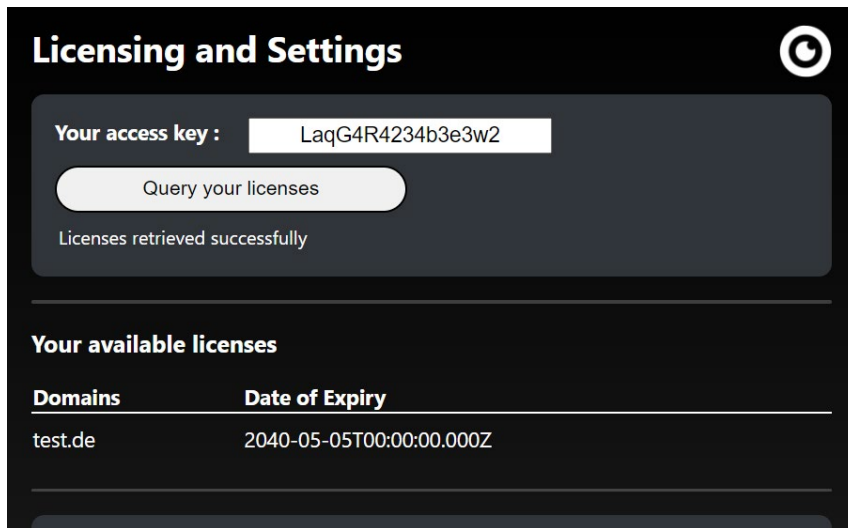 Licensing and Settings
Your access key : LaqG4R4234b3e3w2
Query your licenses
Licenses retrieved successfully
Your available licenses
Domains Date of Expiry
test.de 2040-05-05T00:00:00.000Z